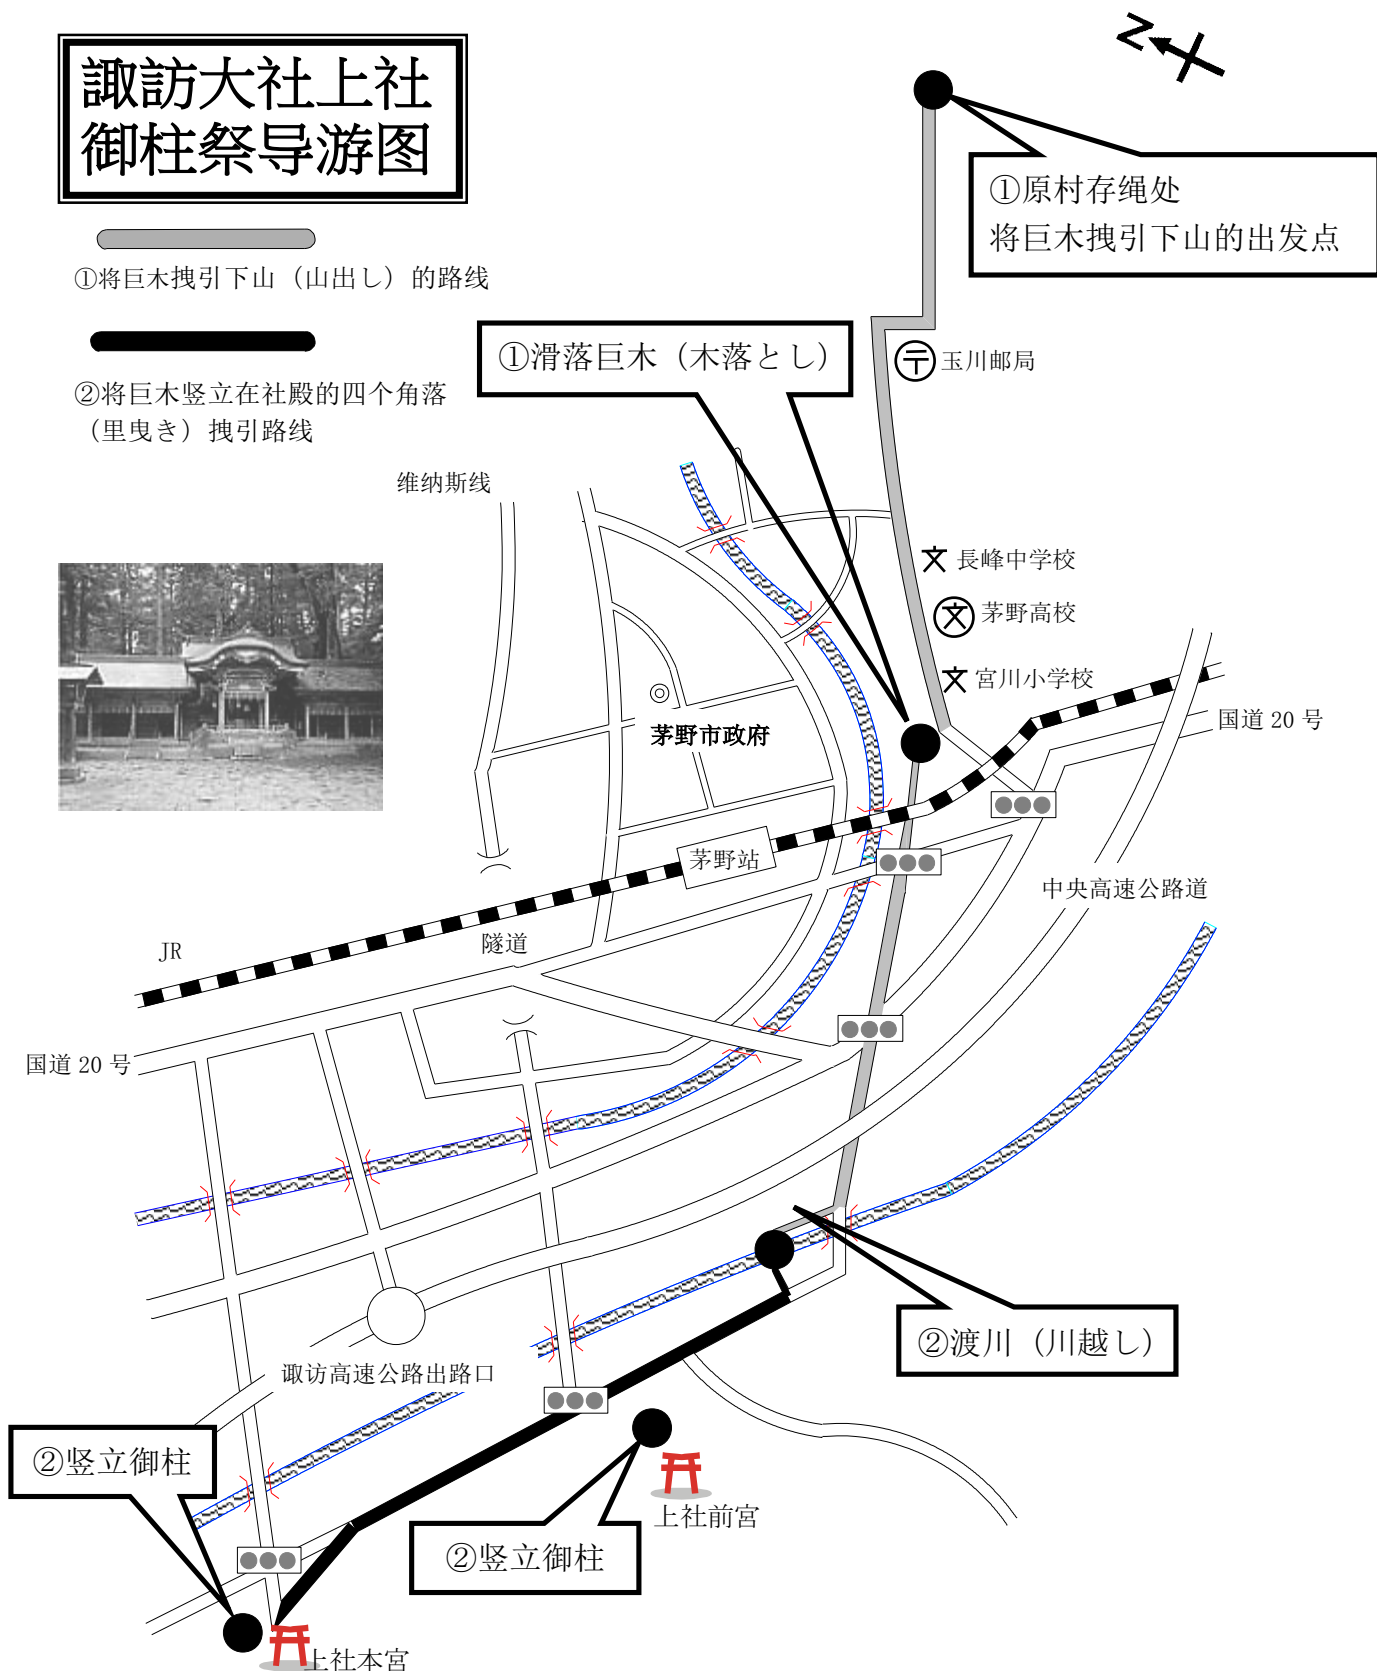 諏訪大社上社
御柱祭导游图
Z
①原村存绳处
将巨木拽引下山的出发点
①将巨木拽引下山（山出し）的路线
①滑落巨木（木落とし）
玉川邮局
②将巨木竖立在社殿的四个角落
（里曳き）拽引路线
维纳斯线
文 長峰中学校
文 茅野高校
文 宮川小学校
国道 20 号
茅野市政府
茅野站
中央高速公路道
JR
隧道
国道 20 号
②渡川（川越し）
诹访高速公路出路口
②竖立御柱
上社前宮
②竖立御柱
上社本宮